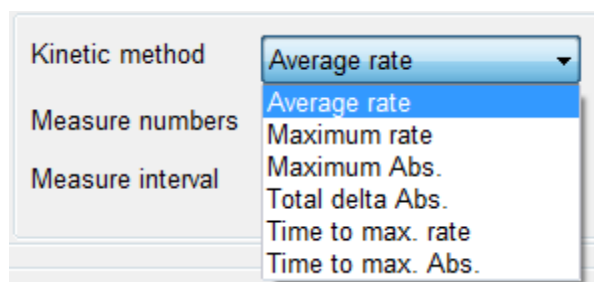 Kinetic method
Average rate
Average rate
Measure numbers
Maximum rate
Maximum Abs.
Measure interval
Total delta Abs.
Time to max. rate
Time to max. Abs.